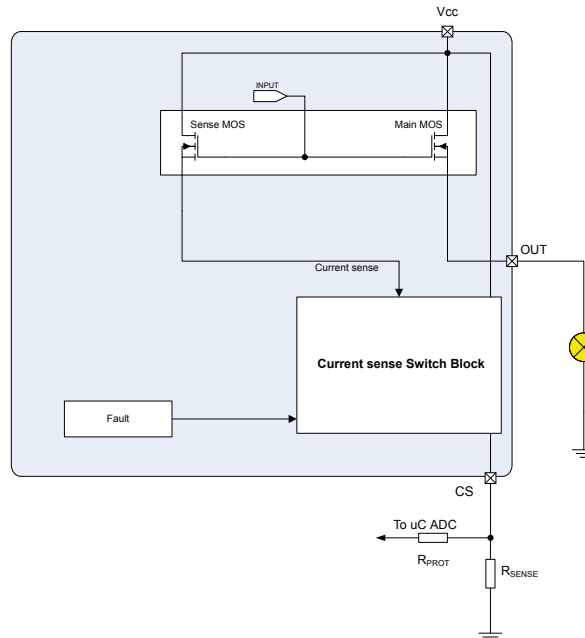 Vcc
INPUT
Sense MOS
Main MOS
OUT
Current sense
Current sense Switch Block
Fault
CS
To uC ADC
RPROT
RSENSE